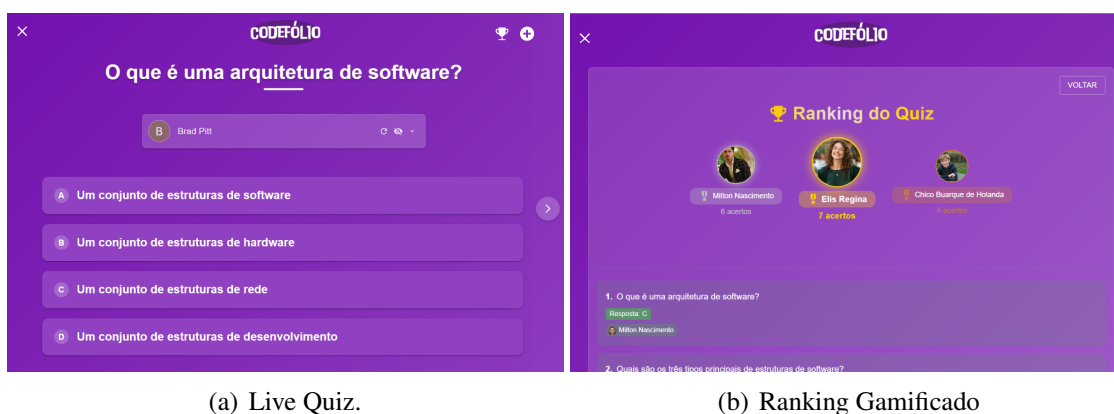 CODEFÓLIO
O que é uma arquitetura de software?
B Brad Pitt
A Um conjunto de estruturas de software
B Um conjunto de estruturas de hardware
C Um conjunto de estruturas de rede
D Um conjunto de estruturas de desenvolvimento
(a) Live Quiz.
CODEFÓLIO
VOLTAR
Ranking do Quiz
Milton Nascimento
6 acertos
Elis Regina
7 acertos
Chico Buarque de Holanda
4 acertos
1. O que é uma arquitetura de software?
Resposta: C
Milton Nascimento
2. Quais são os três tipos principais de estruturas de software?
(b) Ranking Gamificado